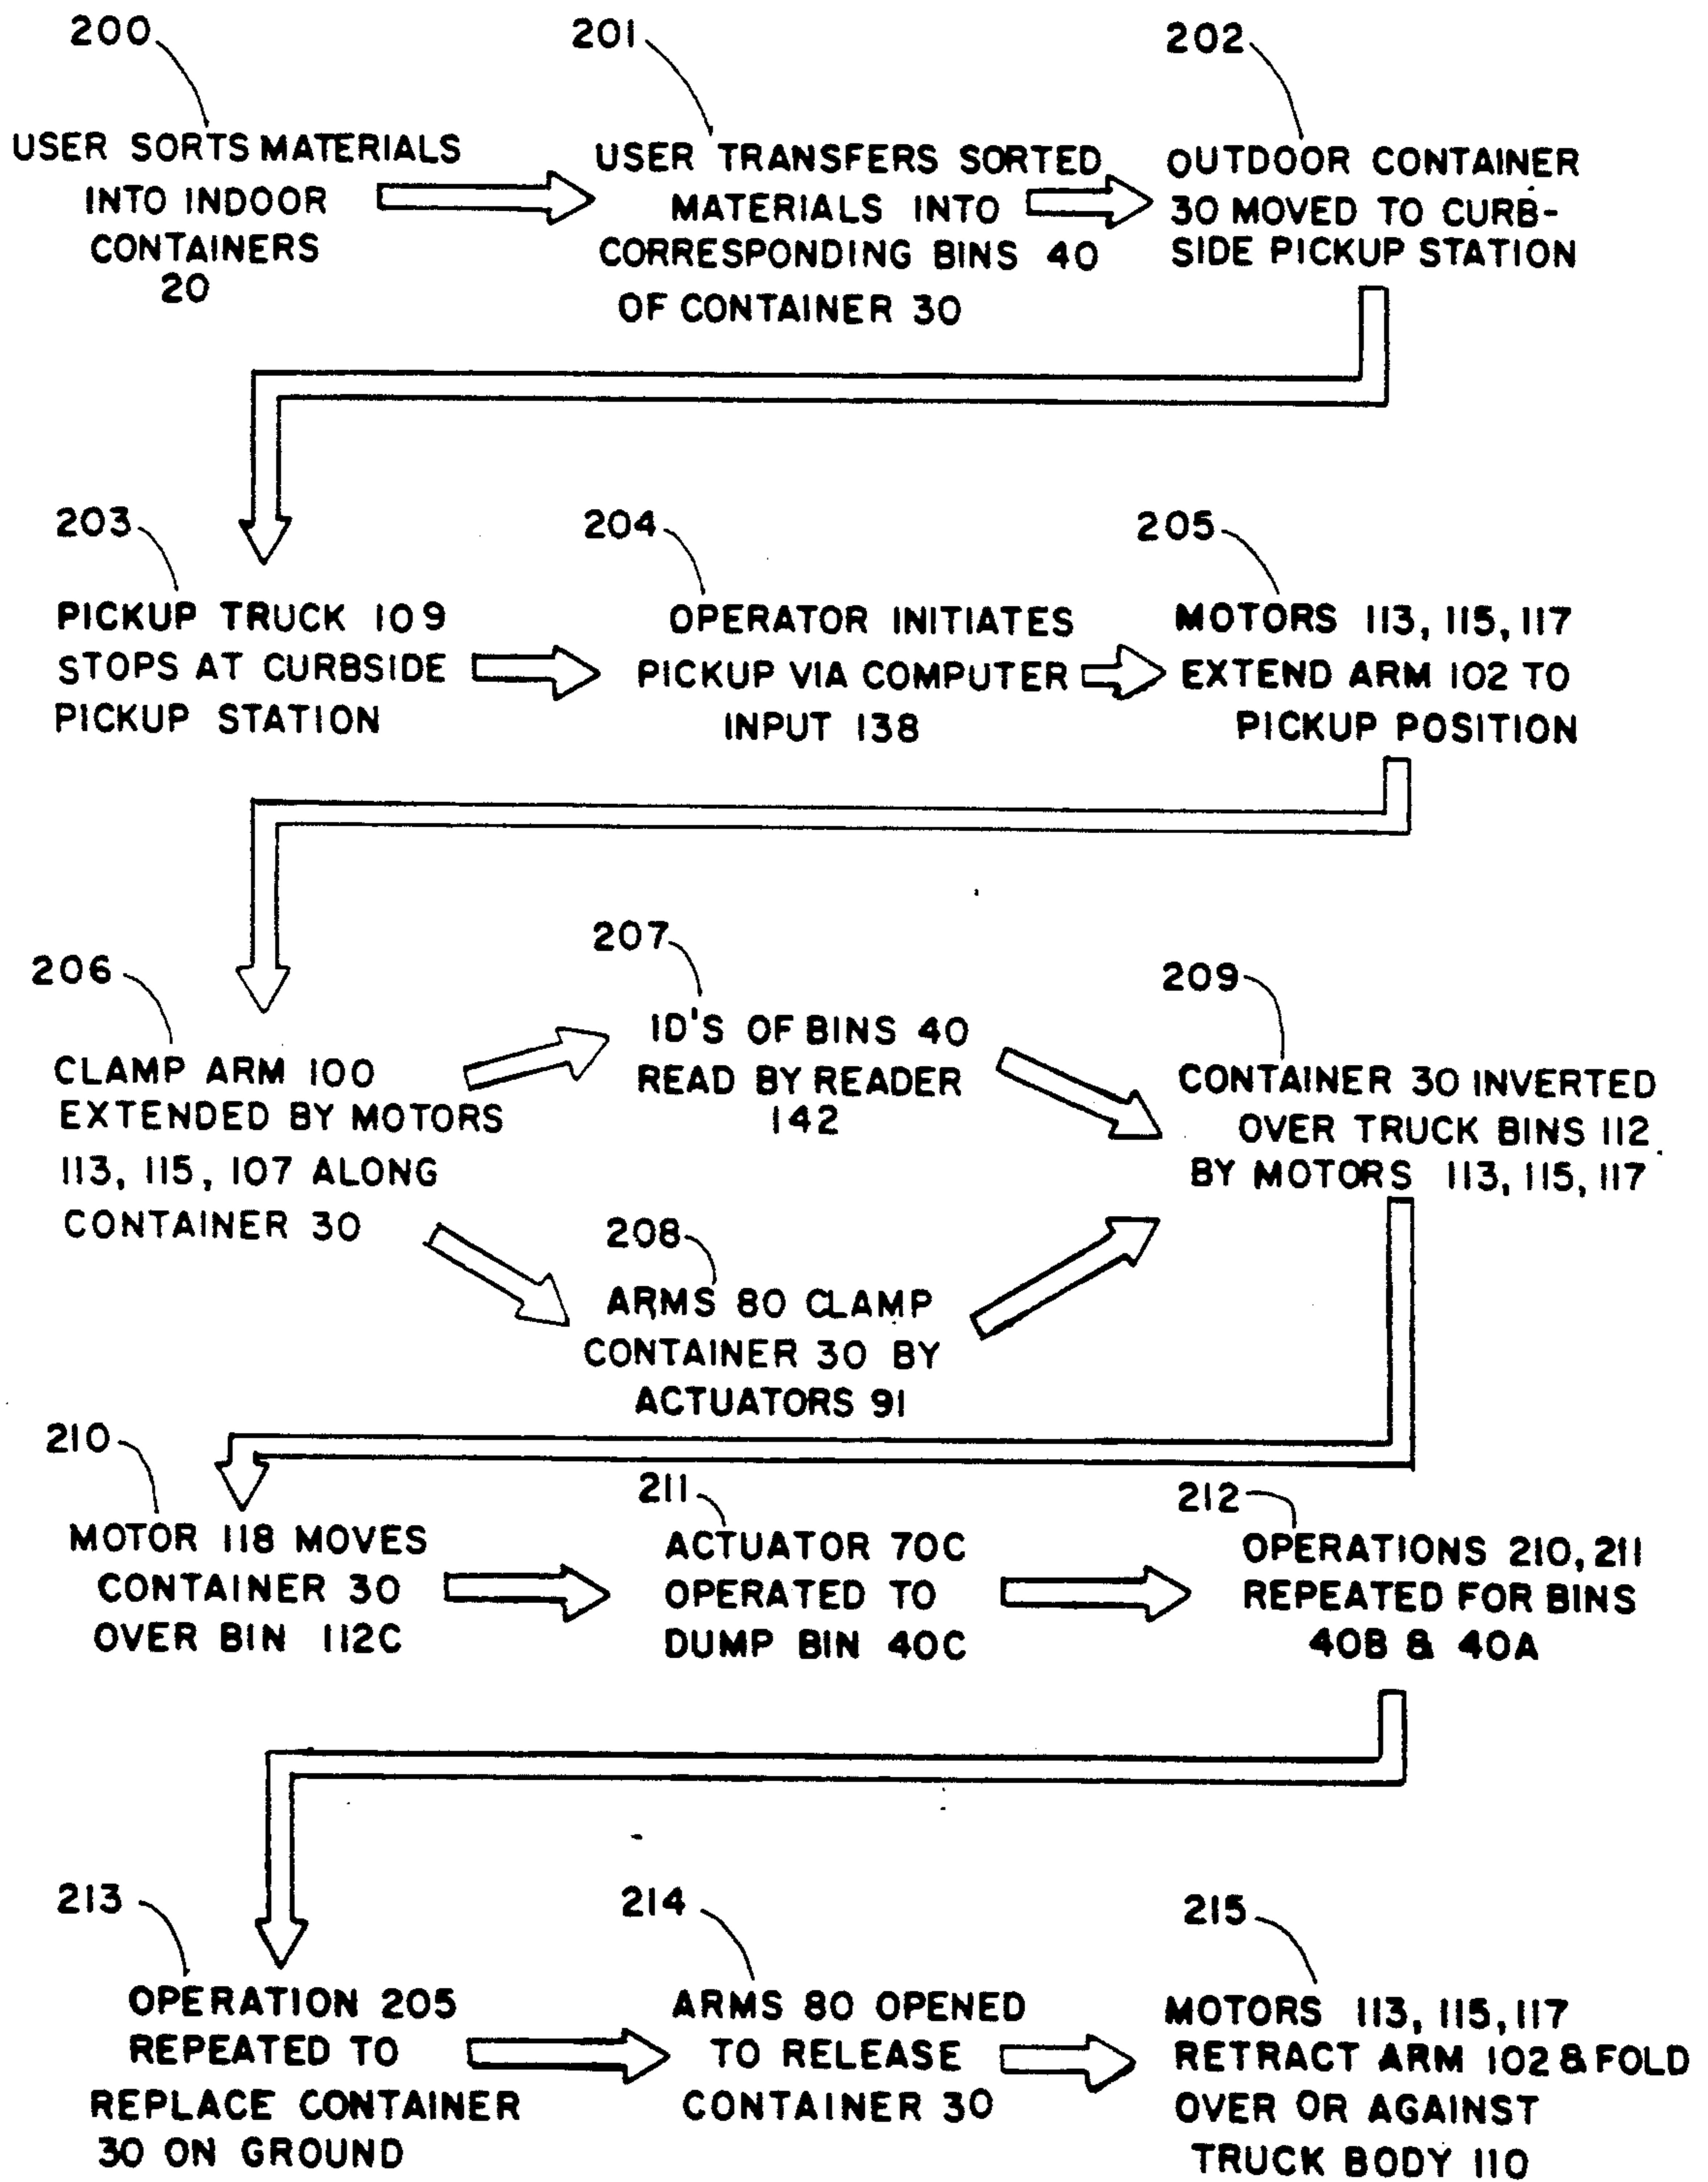 200
USER SORTS MATERIALS
INTO INDOOR
CONTAINERS
20
201
USER TRANSFERS SORTED
MATERIALS INTO
CORRESPONDING BINS 40
OF CONTAINER 30
202
OUTDOOR CONTAINER
30 MOVED TO CURB-
SIDE PICKUP STATION
203
PICKUP TRUCK 109
STOPS AT CURBSIDE
PICKUP STATION
204
OPERATOR INITIATES
PICKUP VIA COMPUTER
INPUT 138
205
MOTORS 113, 115, 117
EXTEND ARM 102 TO
PICKUP POSITION
206
CLAMP ARM 100
EXTENDED BY MOTORS
113, 115, 107 ALONG
CONTAINER 30
207
ID'S OF BINS 40
READ BY READER
142
208
ARMS 80 CLAMP
CONTAINER 30 BY
ACTUATORS 91
209
CONTAINER 30 INVERTED
OVER TRUCK BINS 112
BY MOTORS 113, 115, 117
210
MOTOR 118 MOVES
CONTAINER 30
OVER BIN 112C
211
ACTUATOR 70C
OPERATED TO
DUMP BIN 40C
212
OPERATIONS 210, 211
REPEATED FOR BINS
40B & 40A
213
OPERATION 205
REPEATED TO
REPLACE CONTAINER
30 ON GROUND
214
ARMS 80 OPENED
TO RELEASE
CONTAINER 30
215
MOTORS 113, 115, 117
RETRACT ARM 102 & FOLD
OVER OR AGAINST
TRUCK BODY 110